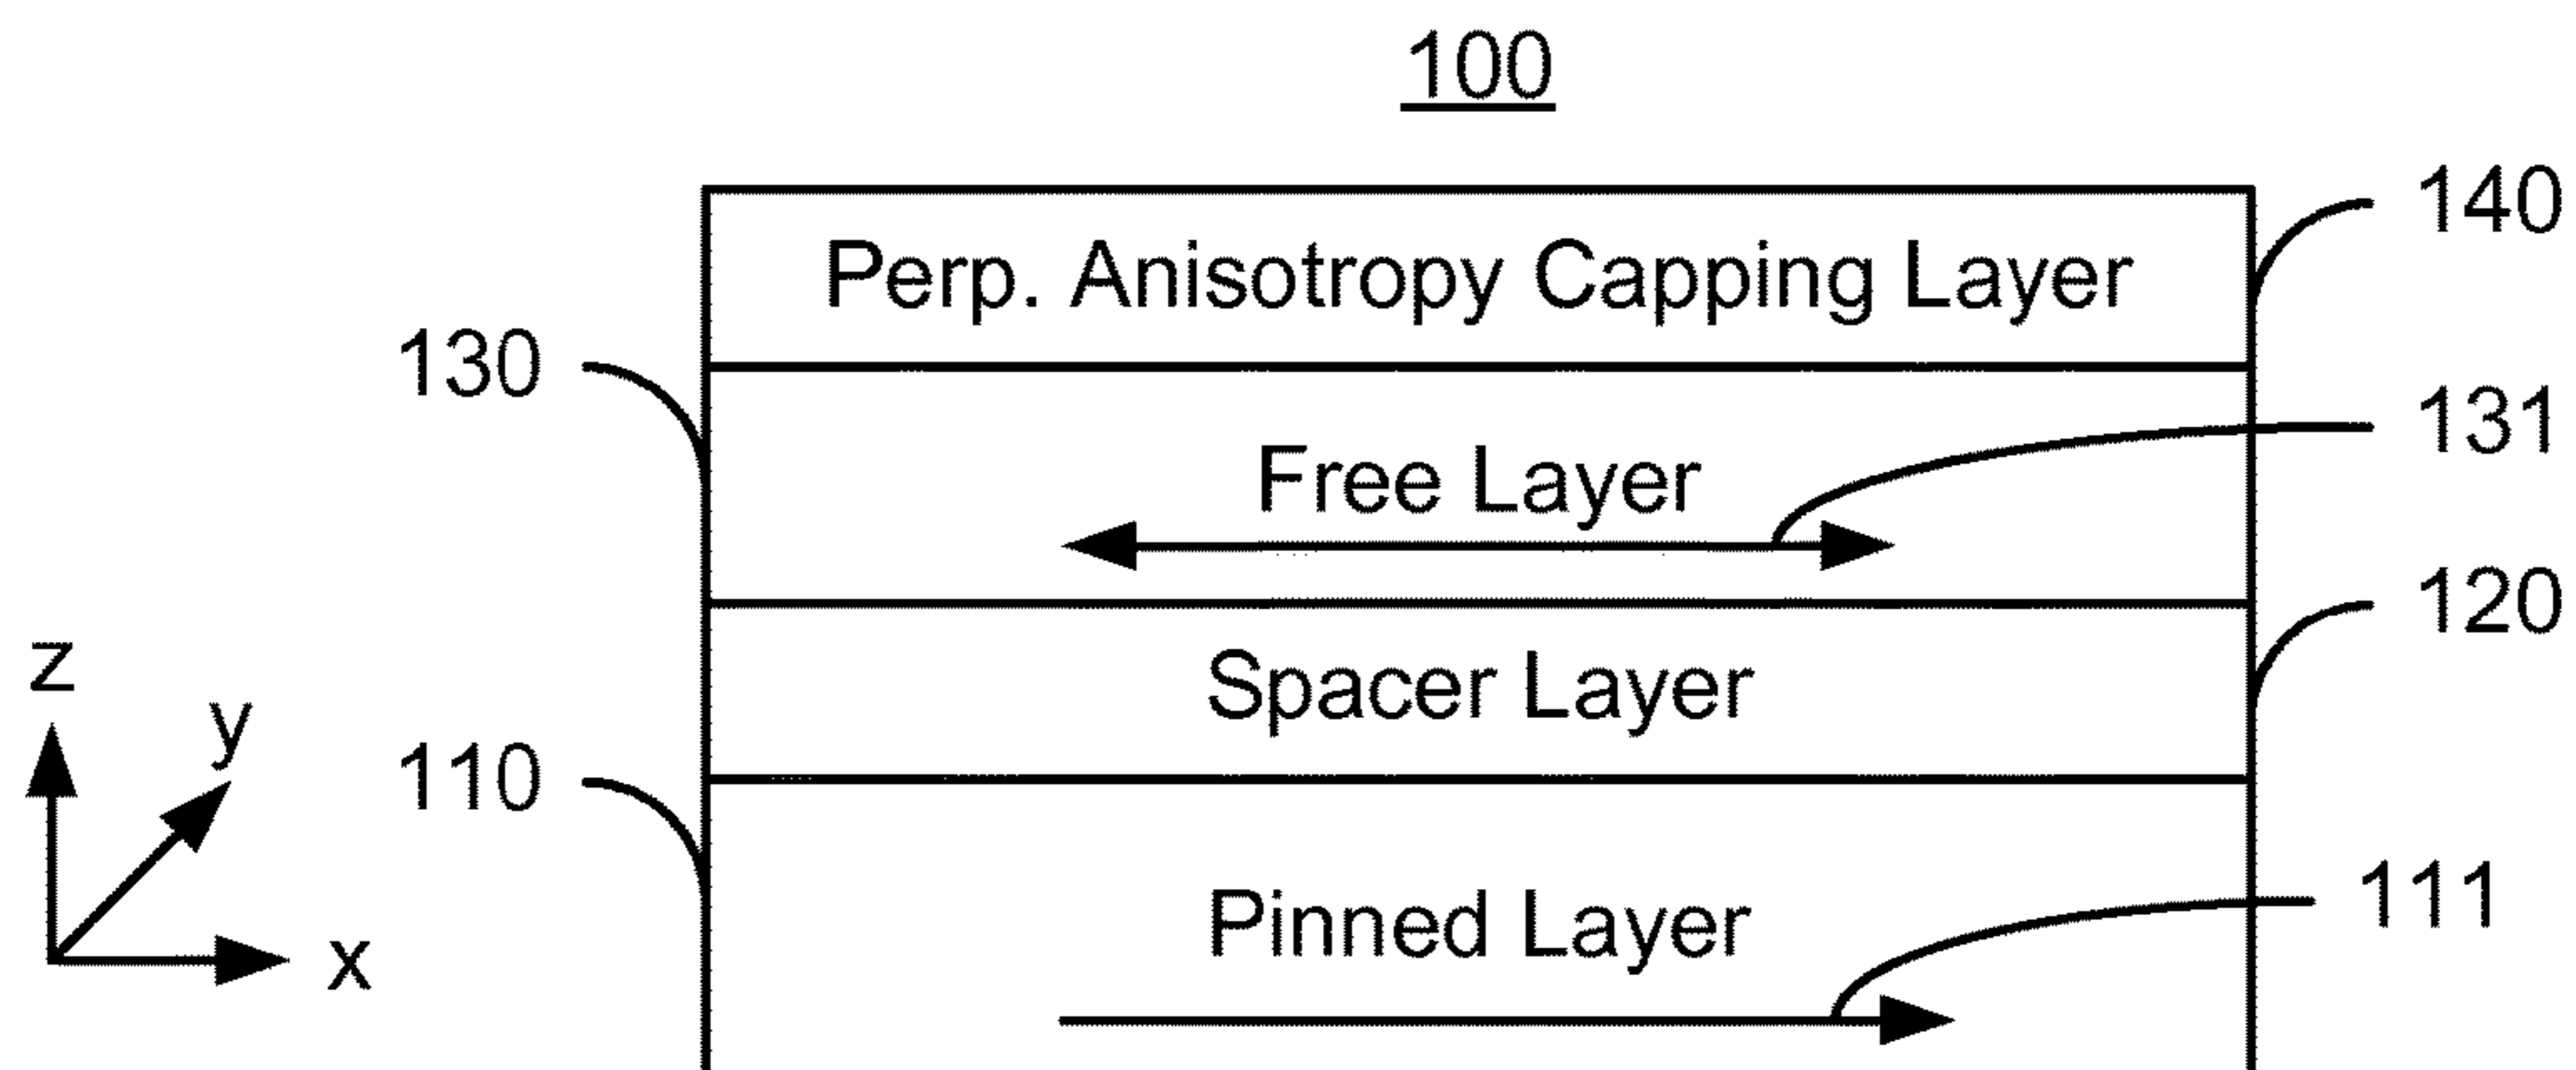 100
140
Perp. Anisotropy Capping Layer
130
131
Free Layer
120
z
Spacer Layer
y
110
111
Pinned Layer
x